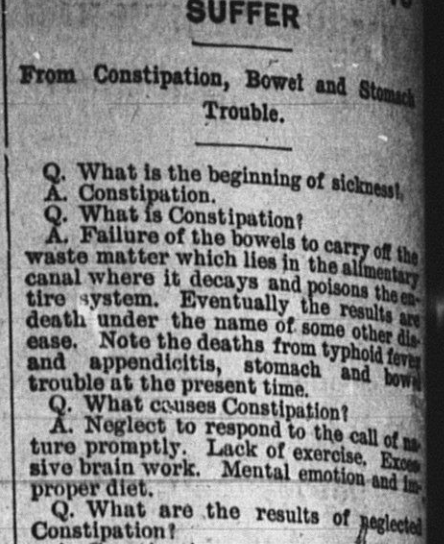 SUFFER
From Constipation, Bowel and Stomach
Trouble.
Q. What is the beginning of sickness?
A. Constipation.
Q. What is Constipation?
A. Failure of the bowels to carry off the
waste matter which lies in the alimentary
canal where it decays and poisons the en-
tire system. Eventually the results are
death under the name of some other dis-
ease. Note the deaths from typhoid fever
and appendicitis, stomach and bowel
trouble at the present time.
Q. What causes Constipation?
A. Neglect to respond to the call of na-
ture promptly. Lack of exercise. Exces-
sive brain work. Mental emotion and im-
proper diet.
Q. What are the results of neglected
Constipation?